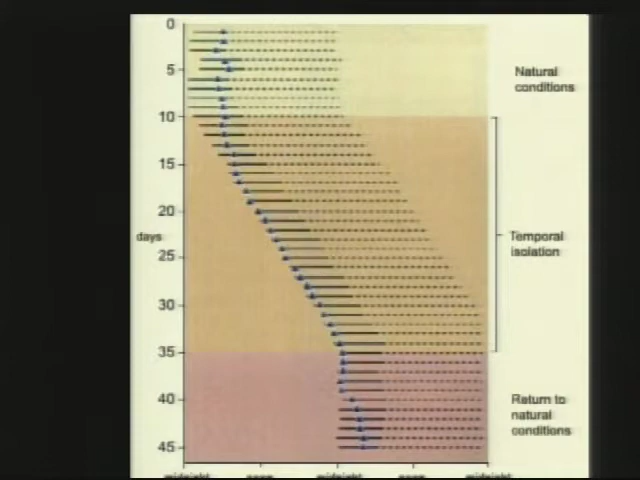 0
5
Natural
conditions
10
15
20
days
Temporal
isolation
25
30
35
40
Return to
natural
conditions
45
midnight noon midnight noon midnight